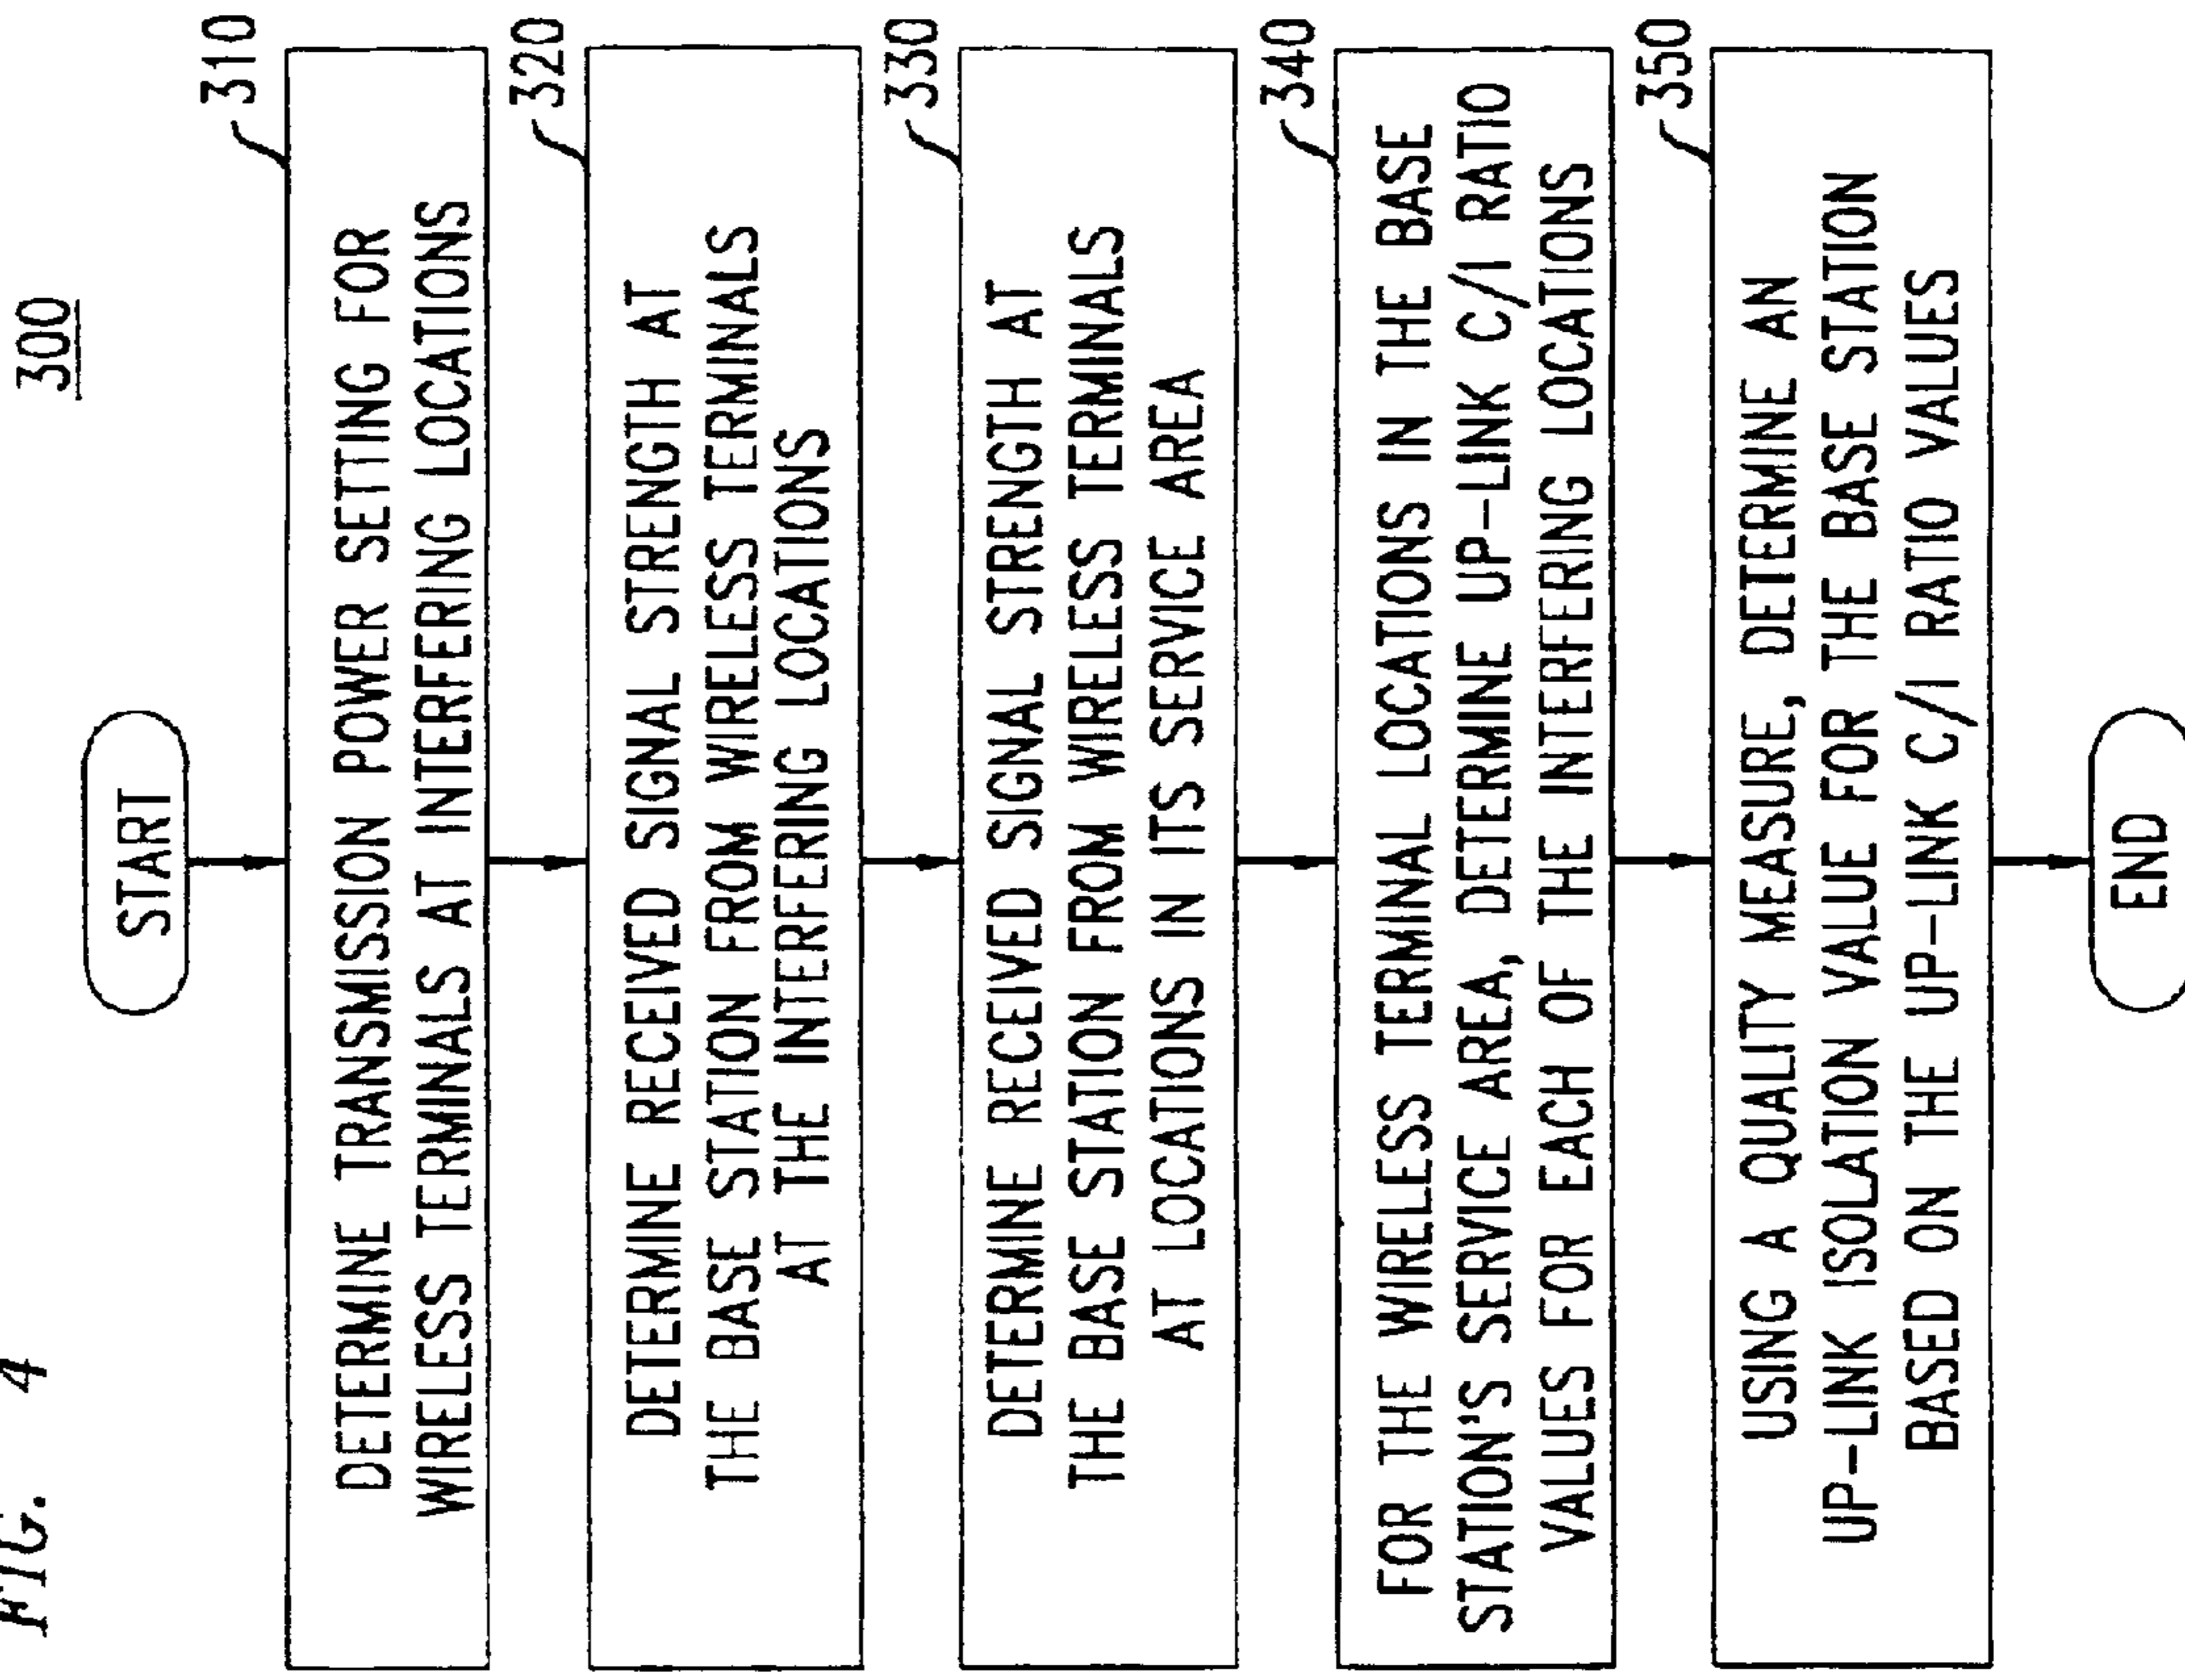 FIG. 4
300
START
310
DETERMINE TRANSMISSION POWER SETTING FOR
WIRELESS TERMINALS AT INTERFERING LOCATIONS
320
DETERMINE RECEIVED SIGNAL STRENGTH AT
THE BASE STATION FROM WIRELESS TERMINALS
AT THE INTERFERING LOCATIONS
330
DETERMINE RECEIVED SIGNAL STRENGTH AT
THE BASE STATION FROM WIRELESS TERMINALS
AT LOCATIONS IN ITS SERVICE AREA
340
FOR THE WIRELESS TERMINAL LOCATIONS IN THE BASE
STATION'S SERVICE AREA, DETERMINE UP-LINK C/I RATIO
VALUES FOR EACH OF THE INTERFERING LOCATIONS
350
USING A QUALITY MEASURE, DETERMINE AN
UP-LINK ISOLATION VALUE FOR THE BASE STATION
BASED ON THE UP-LINK C/I RATIO VALUES
END